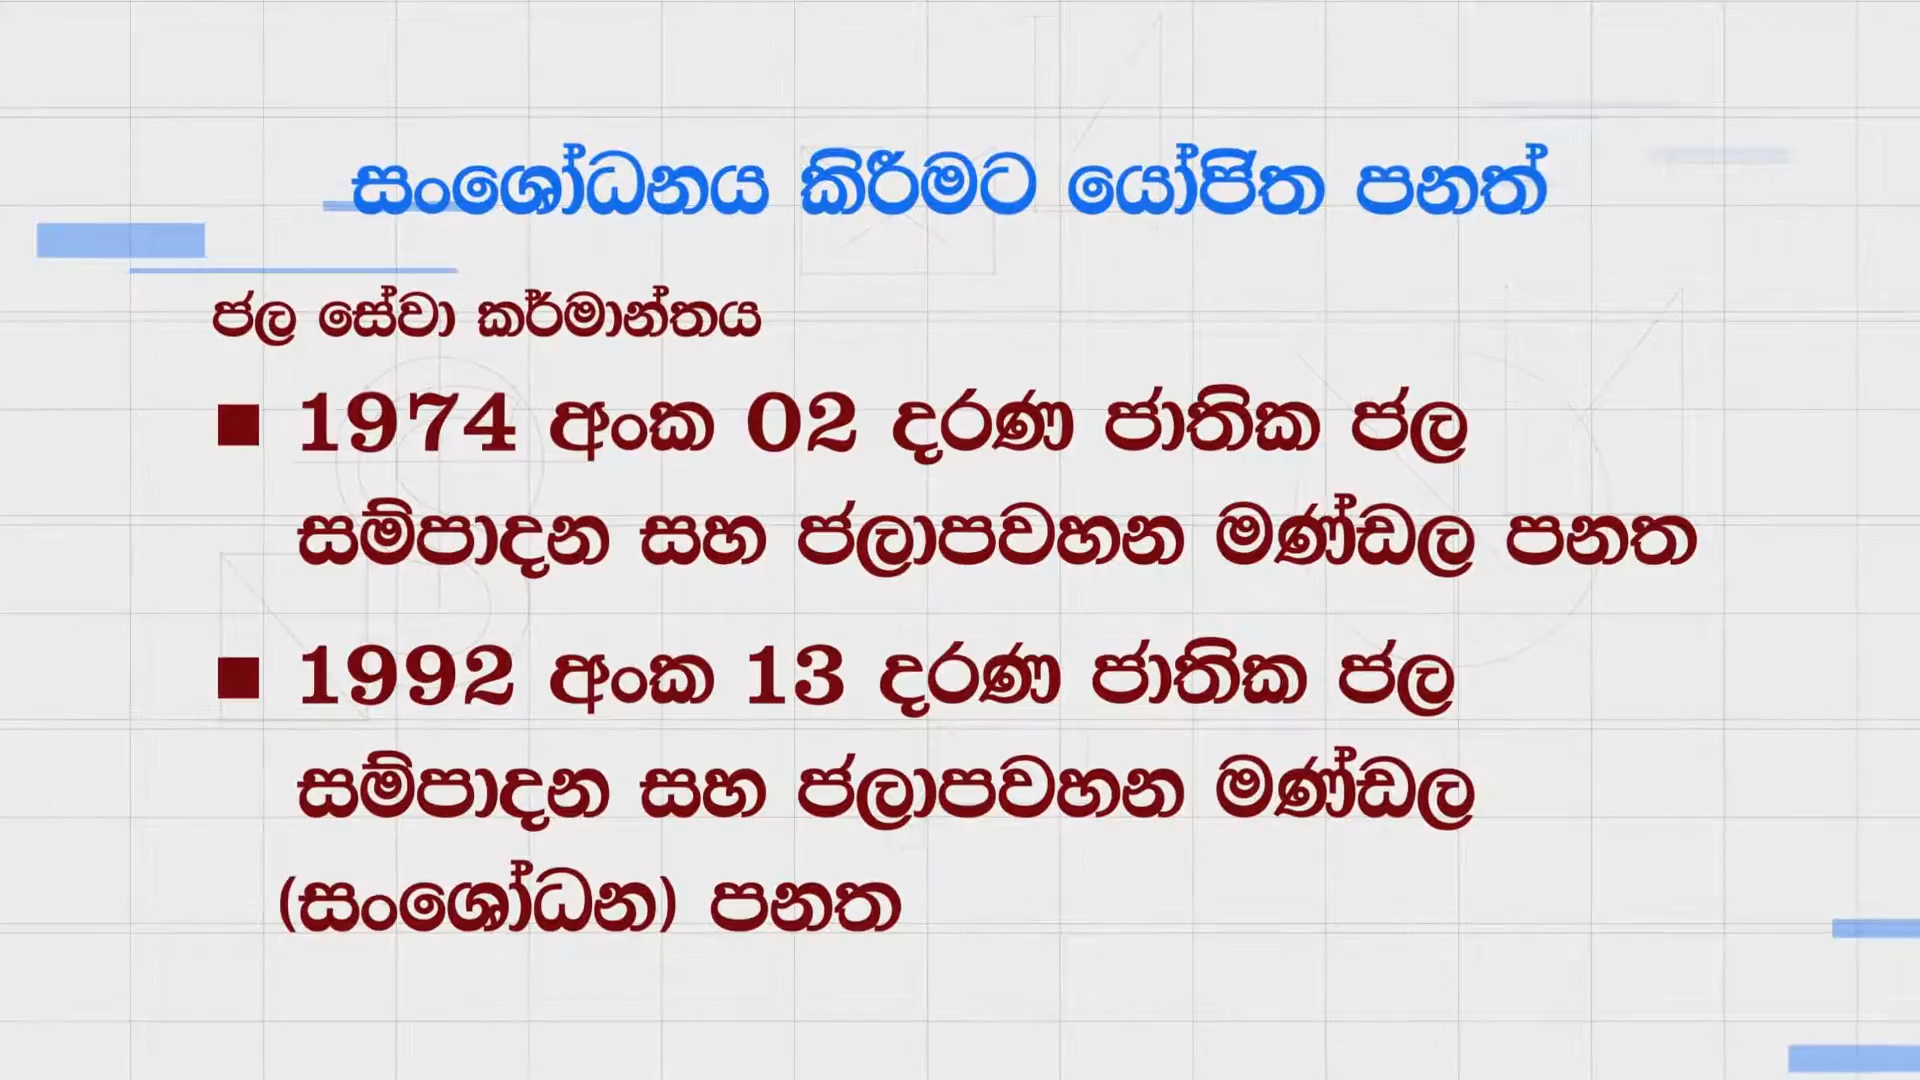 සංශෝධනය කිරීමට යෝජිත පනත්
ජල සේවා කර්මාන්තය
■ 1974 අංක 02 දරණ ජාතික ජල
සම්පාදන සහ ජලාපවහන මණ්ඩල පනත
■ 1992 අංක 13 දරණ ජාතික ජල
සම්පාදන සහ ජලාපවහන මණ්ඩල
(සංශෝධන) පනත